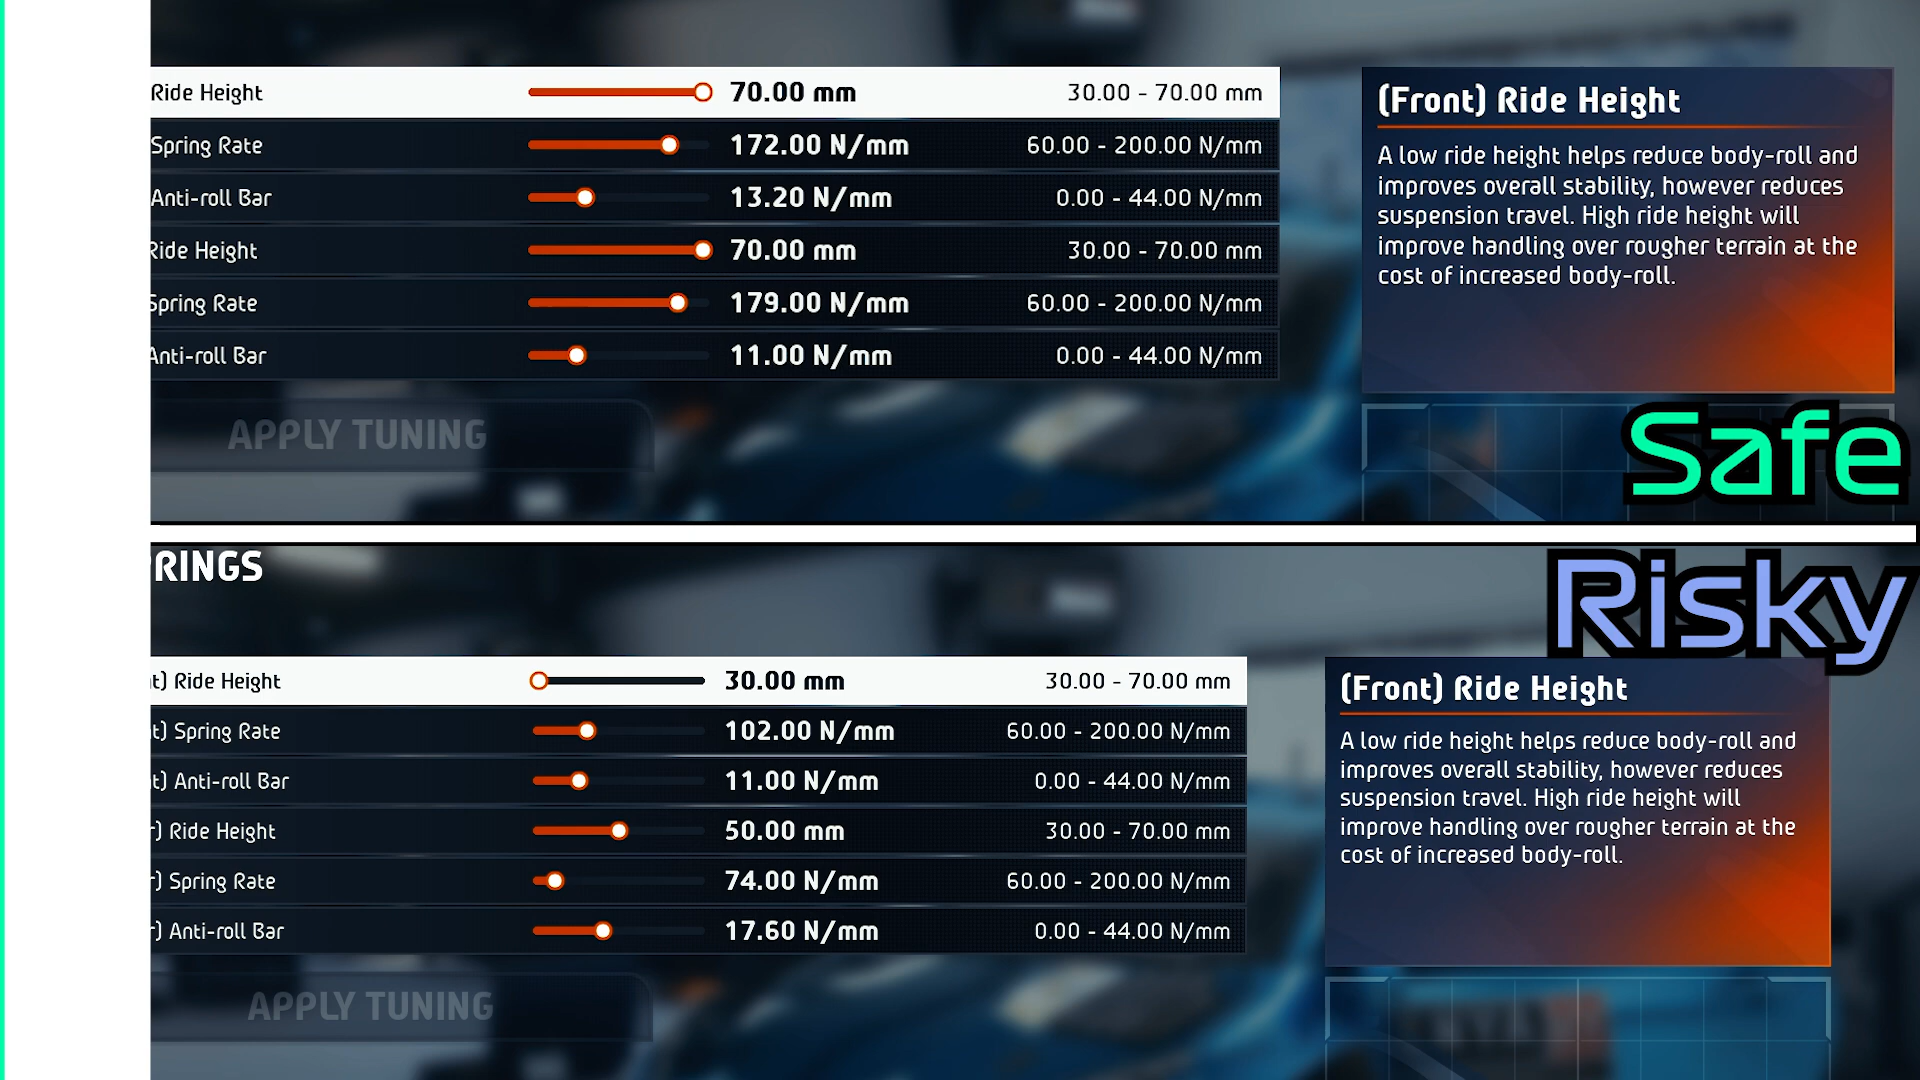 Ride Height 70.00 mm 30.00 - 70.00 mm
Spring Rate 172.00 N/mm 60.00 - 200.00 N/mm
Anti-roll Bar 13.20 N/mm 0.00 - 44.00 N/mm
Ride Height 70.00 mm 30.00 - 70.00 mm
Spring Rate 179.00 N/mm 60.00 - 200.00 N/mm
Anti-roll Bar 11.00 N/mm 0.00 - 44.00 N/mm
APPLY TUNING
(Front) Ride Height
A low ride height helps reduce body-roll and
improves overall stability, however reduces
suspension travel. High ride height will
improve handling over rougher terrain at the
cost of increased body-roll.
Safe
RINGS
Risky
t) Ride Height 30.00 mm 30.00 - 70.00 mm
t) Spring Rate 102.00 N/mm 60.00 - 200.00 N/mm
t) Anti-roll Bar 11.00 N/mm 0.00 - 44.00 N/mm
r) Ride Height 50.00 mm 30.00 - 70.00 mm
r) Spring Rate 74.00 N/mm 60.00 - 200.00 N/mm
r) Anti-roll Bar 17.60 N/mm 0.00 - 44.00 N/mm
APPLY TUNING
(Front) Ride Height
A low ride height helps reduce body-roll and
improves overall stability, however reduces
suspension travel. High ride height will
improve handling over rougher terrain at the
cost of increased body-roll.